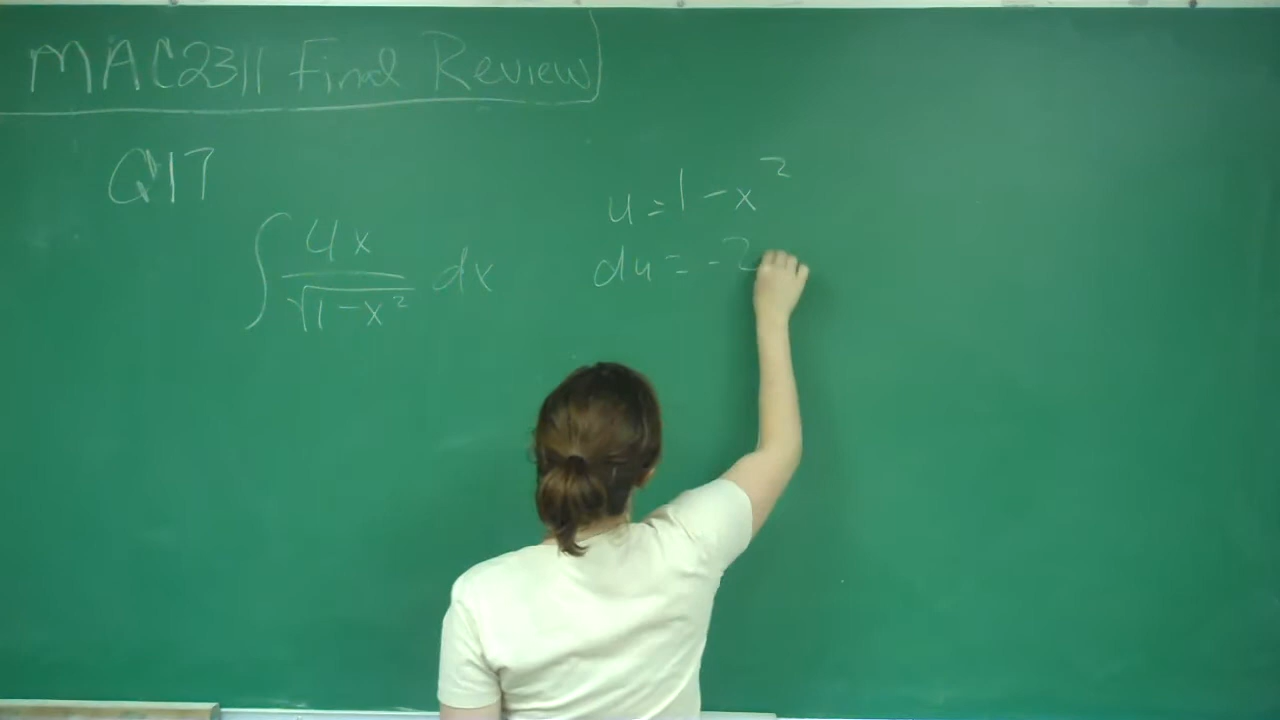 MAC2311 Final Review
Q17
∫ 4x / √(1-x²) dx
u = 1-x²
du = -2